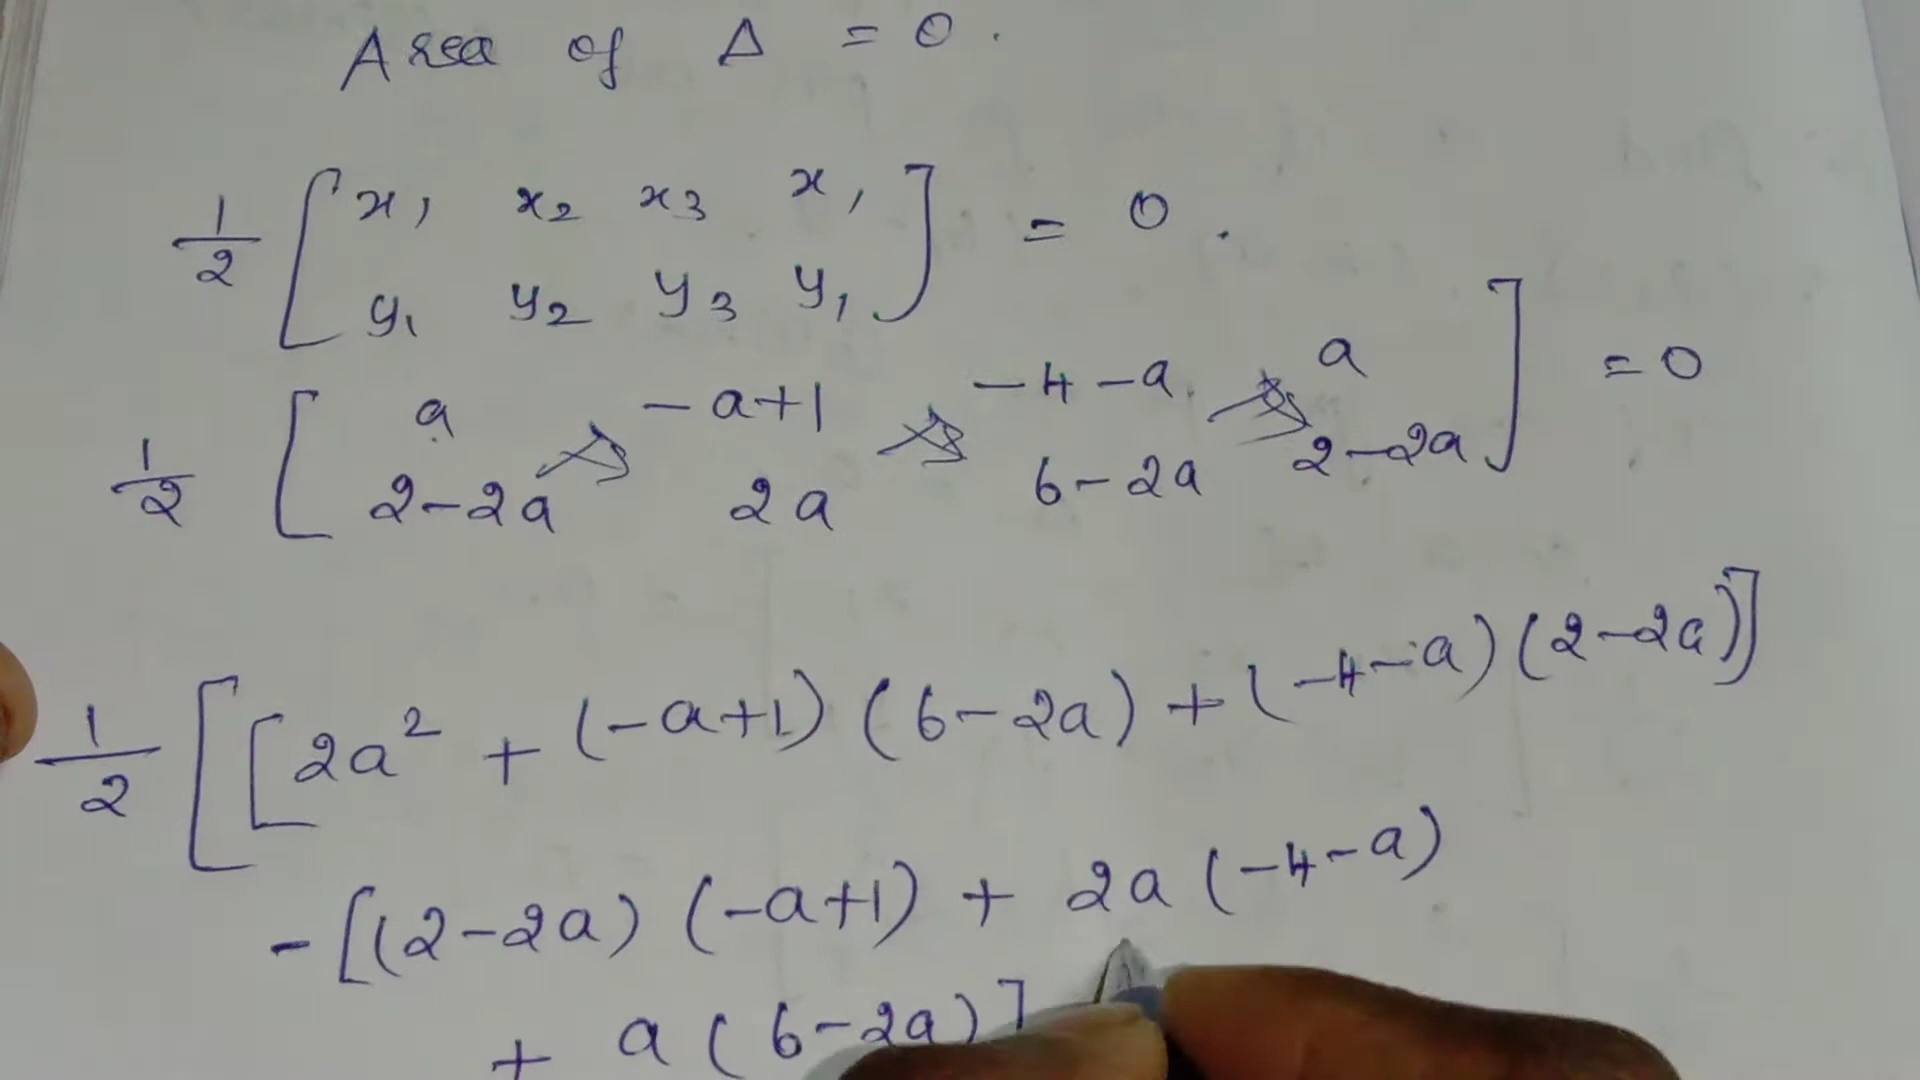 Area of Δ = 0.
1/2 [ x1 x2 x3 x1
y1 y2 y3 y1 ] = 0.
1/2 [ a -a+1 -4-a a
2-2a 2a 6-2a 2-2a ] = 0
1/2 [ [ 2a² + (-a+1) (6-2a) + (-4-a) (2-2a) ]
- [(2-2a) (-a+1) + 2a (-4-a)
+ a (6-2a) ]